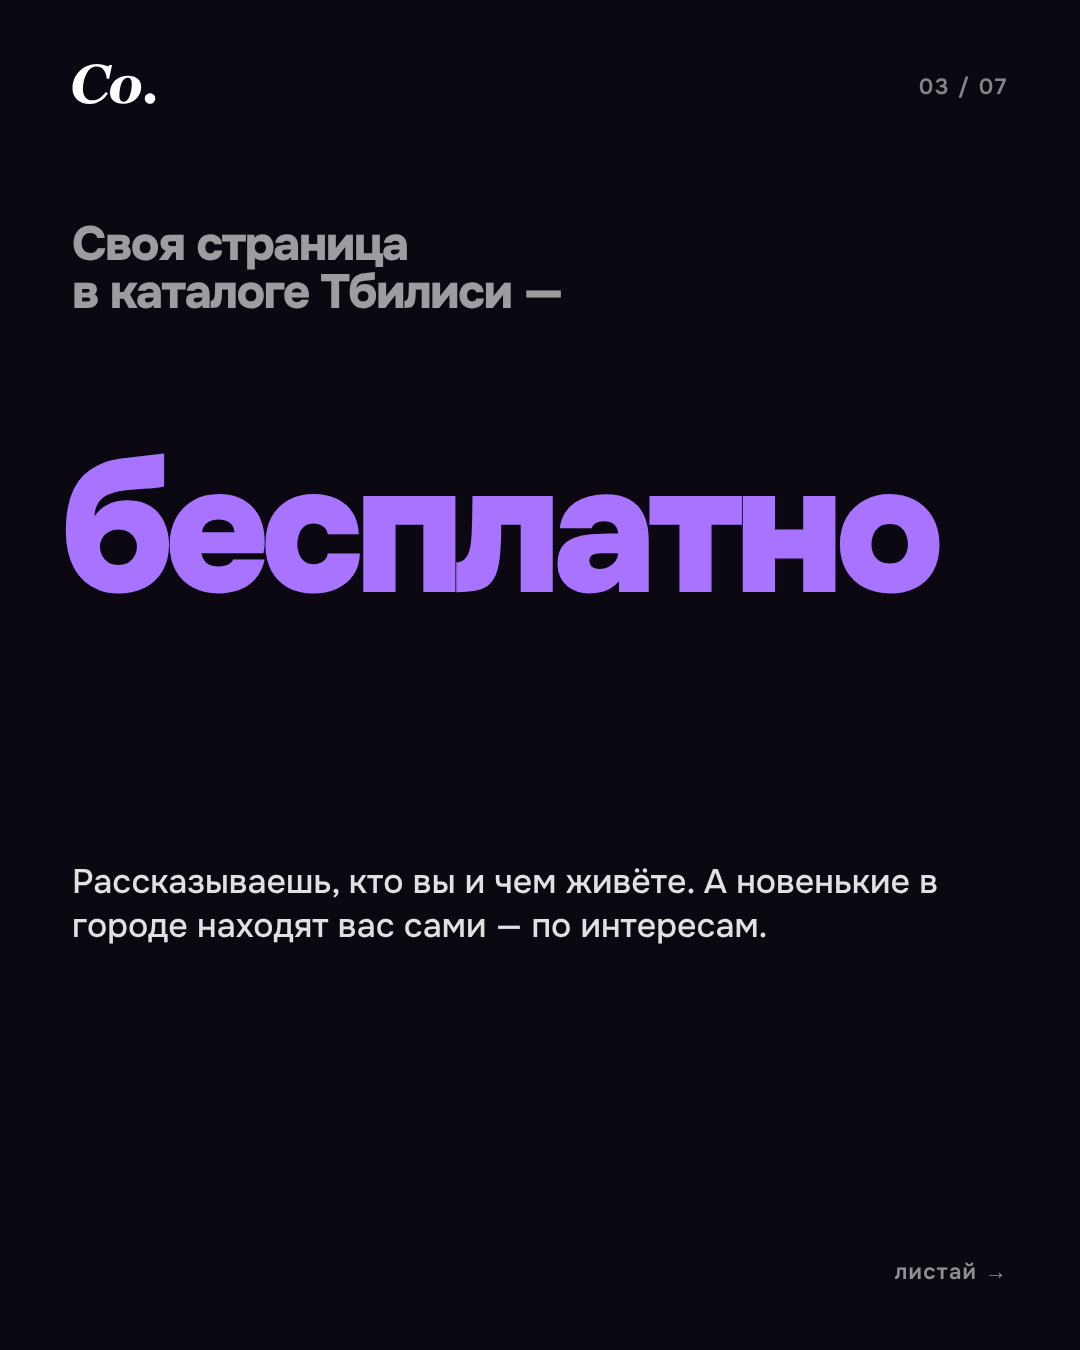 Co.
03 / 07
Своя страница
в каталоге Тбилиси —
бесплатно
Рассказываешь, кто вы и чем живёте. А новенькие в
городе находят вас сами — по интересам.
листай →